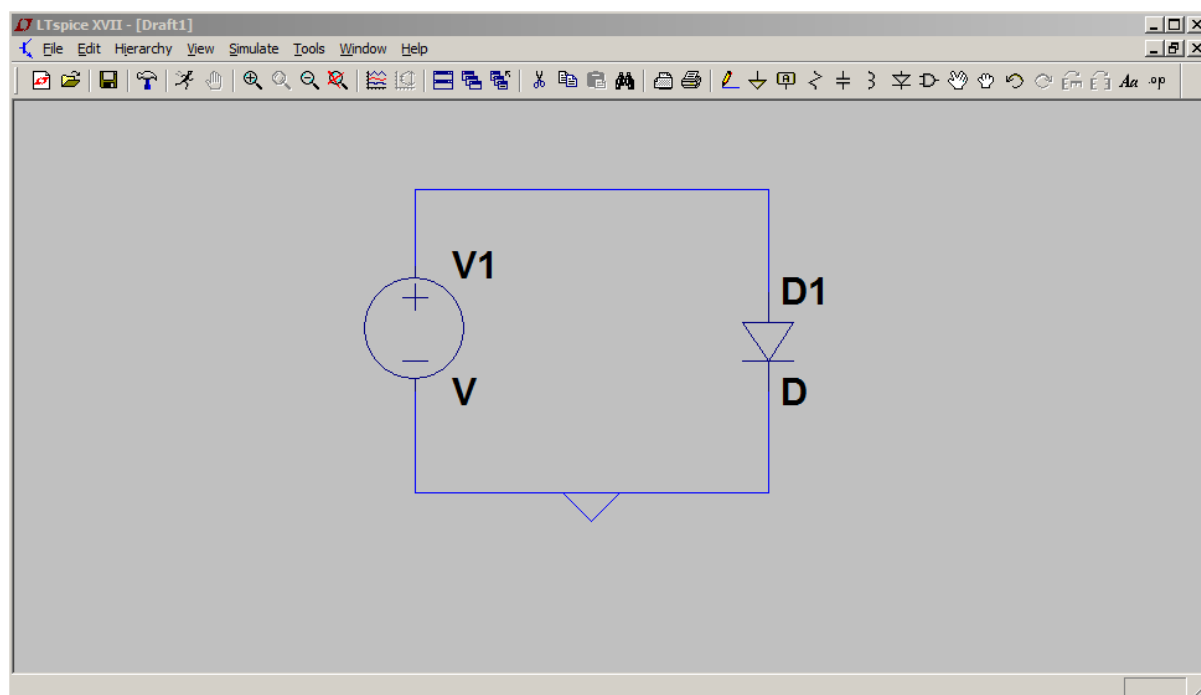 LTspice XVII - [Draft1]
File Edit Hierarchy View Simulate Tools Window Help
Aa .op
V1
D1
V
D